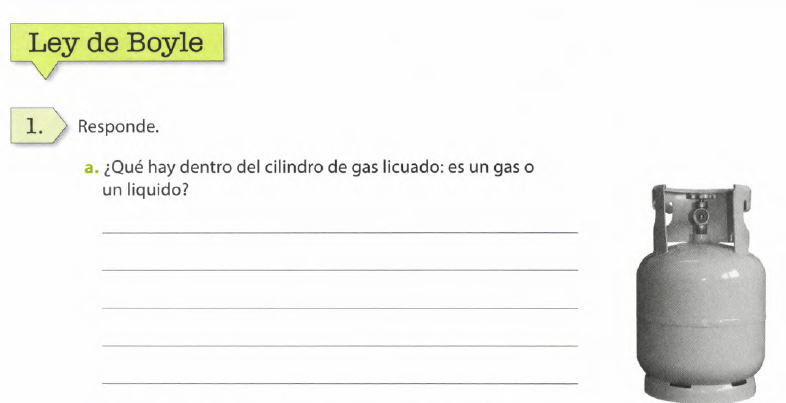 Ley de Boyle
1. Responde.
a. ¿Qué hay dentro del cilindro de gas licuado: es un gas o
un liquido?